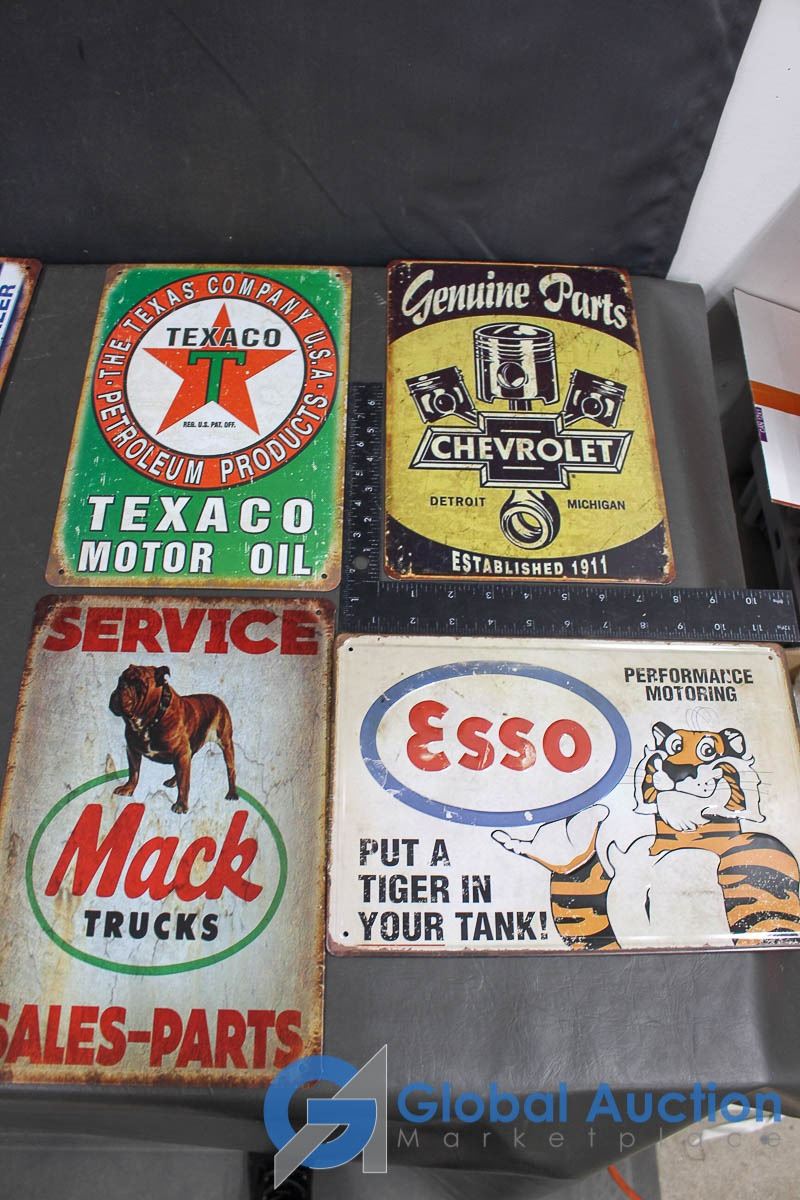 THE TEXAS COMPANY U.S.A.
TEXACO
T
REG. U.S. PAT. OFF.
PETROLEUM PRODUCTS
TEXACO
MOTOR OIL
Genuine Parts
CHEVROLET
DETROIT MICHIGAN
ESTABLISHED 1911
SERVICE
Mack
TRUCKS
SALES-PARTS
PERFORMANCE
MOTORING
Esso
PUT A
TIGER IN
YOUR TANK!
Global Auction
Marketplace